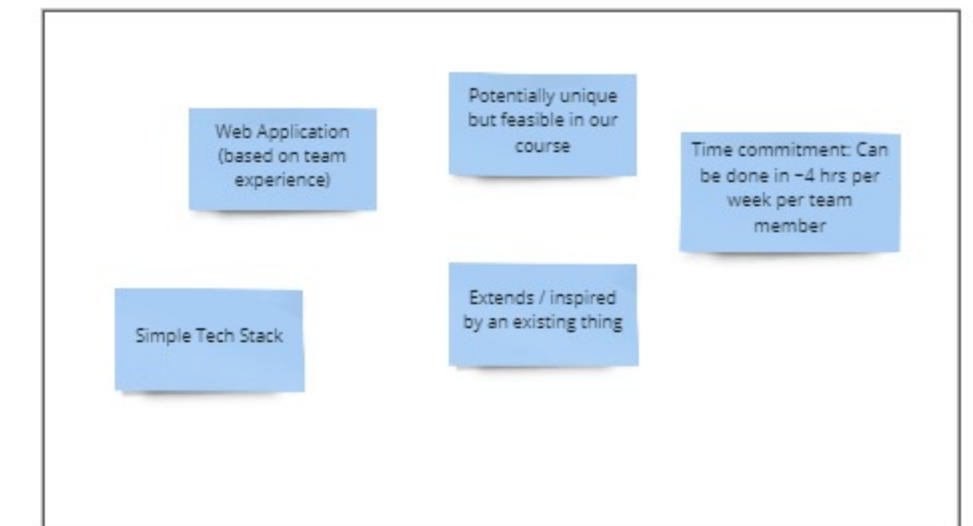 Web Application
(based on team
experience)
Potentially unique
but feasible in our
course
Time commitment: Can
be done in ~4 hrs per
week per team
member
Simple Tech Stack
Extends / inspired
by an existing thing